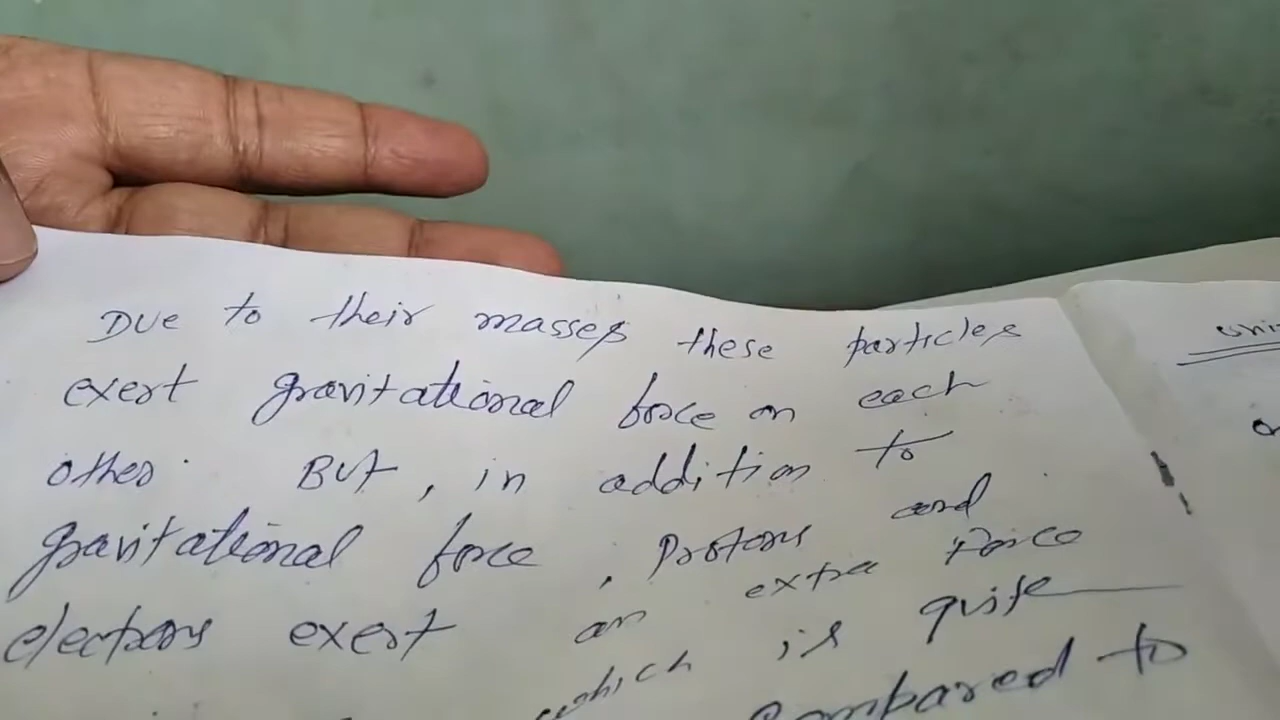 Due to their masses these particles
exert gravitational force on each
other. But, in addition to
gravitational force, Protons and
electrons exert an extra Force
which is quite
compared to